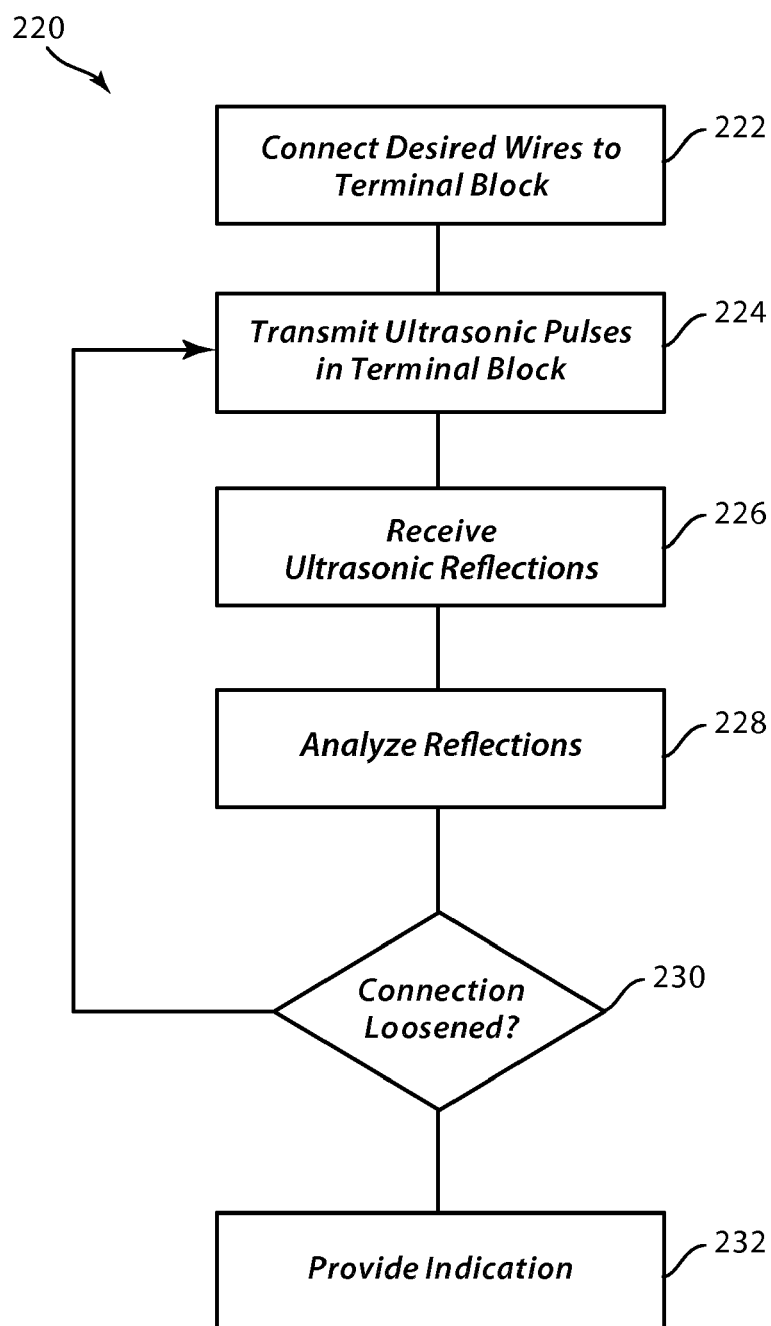 220
Connect Desired Wires to
Terminal Block
222
Transmit Ultrasonic Pulses
in Terminal Block
224
Receive
Ultrasonic Reflections
226
Analyze Reflections
228
Connection
Loosened?
230
Provide Indication
232